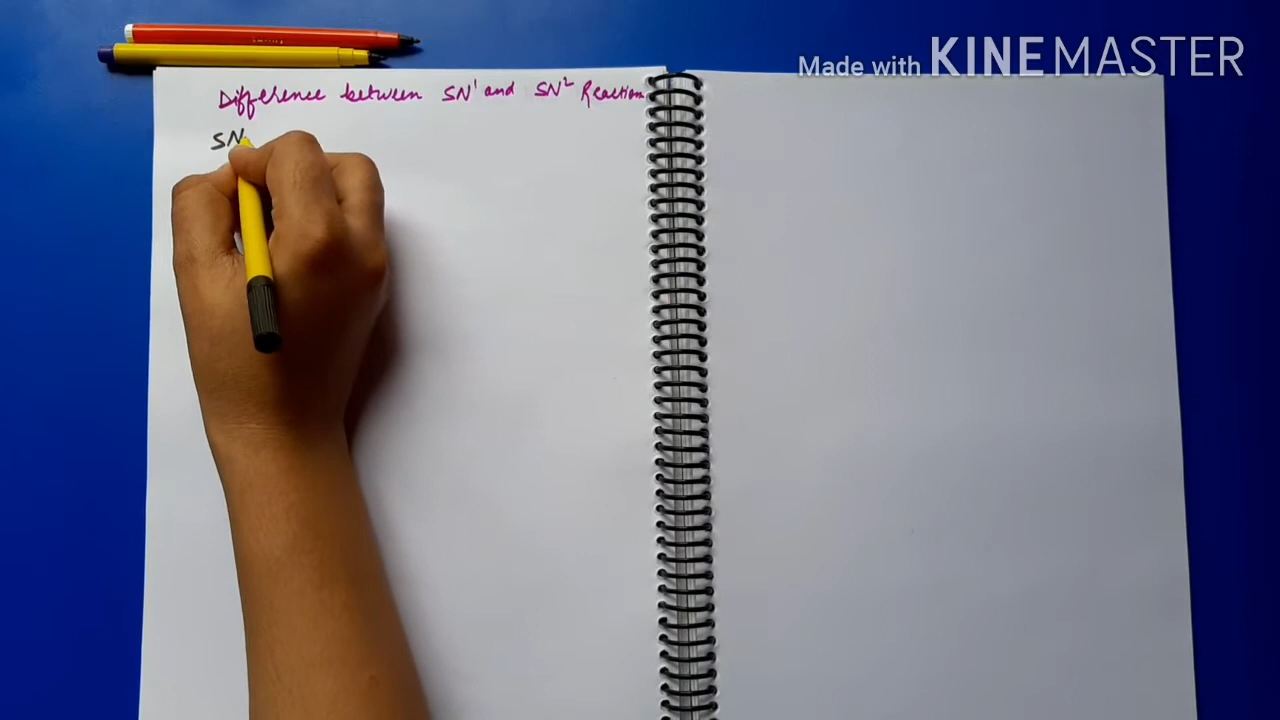 Made with KINEMASTER
Difference between SN¹ and SN² Reaction
SN